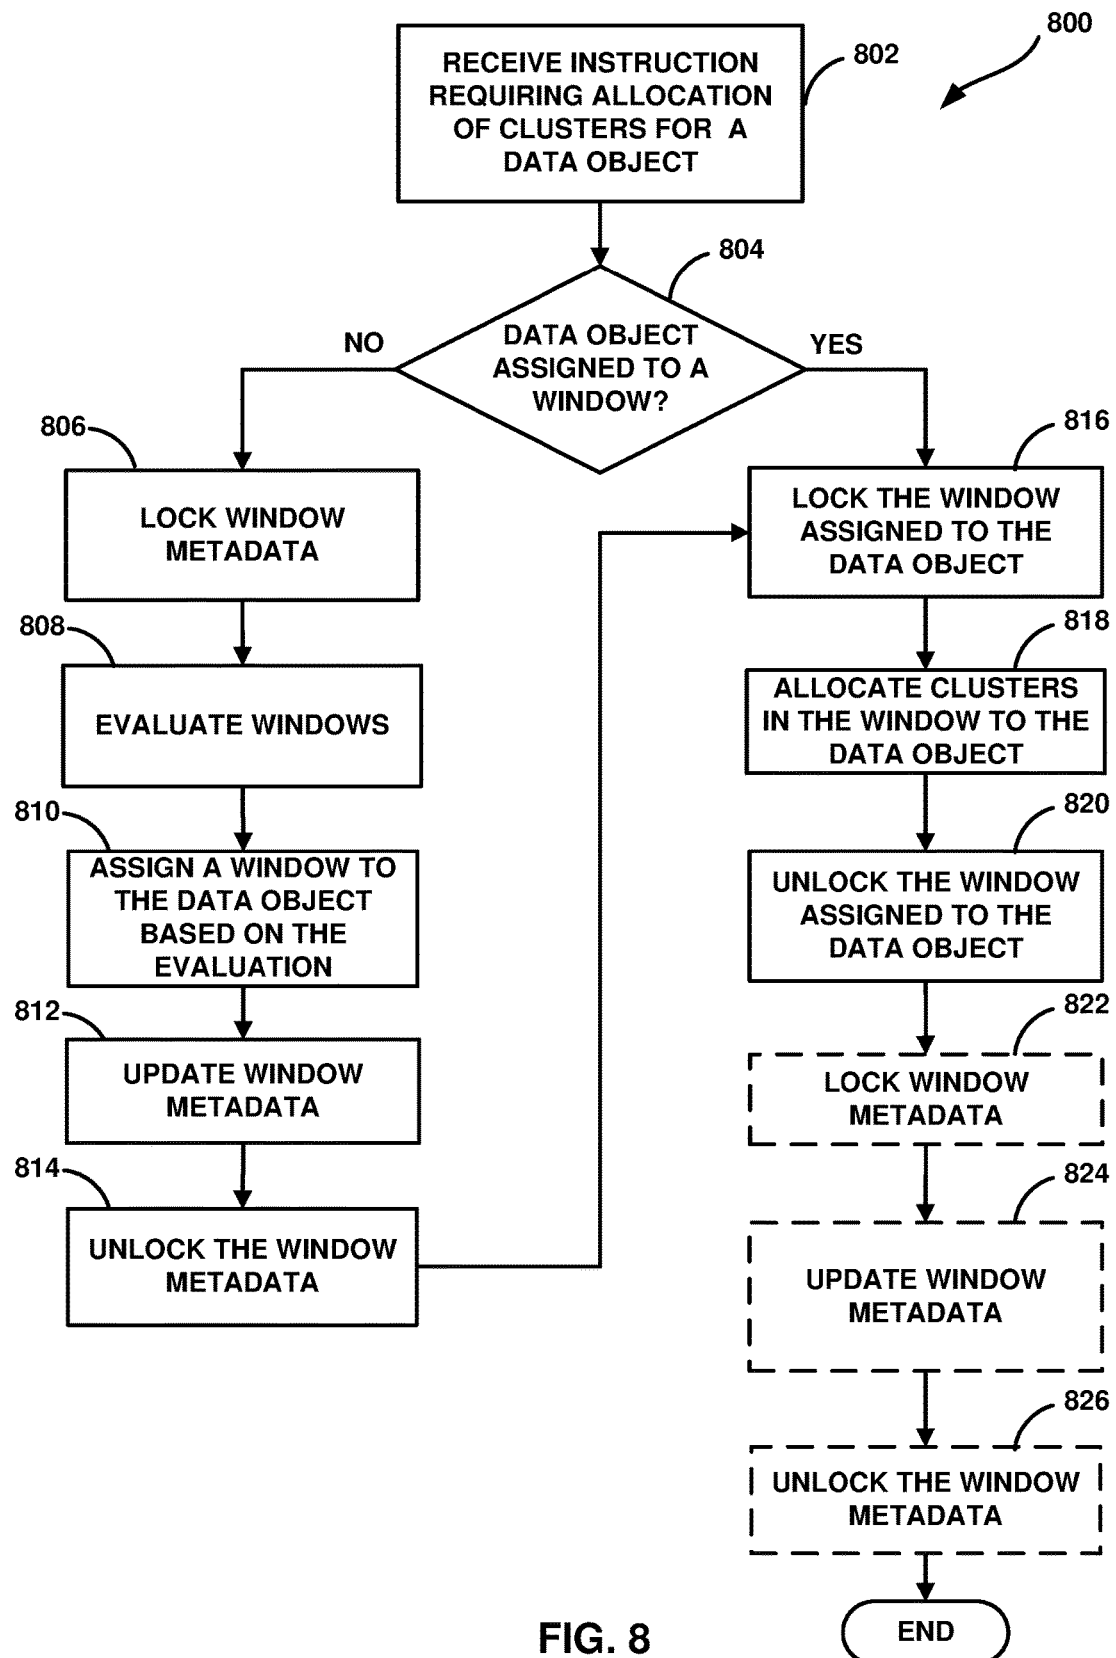 800
RECEIVE INSTRUCTION
REQUIRING ALLOCATION
OF CLUSTERS FOR A
DATA OBJECT
802
804
DATA OBJECT
ASSIGNED TO A
WINDOW?
NO
YES
806
LOCK WINDOW
METADATA
808
EVALUATE WINDOWS
810
ASSIGN A WINDOW TO
THE DATA OBJECT
BASED ON THE
EVALUATION
812
UPDATE WINDOW
METADATA
814
UNLOCK THE WINDOW
METADATA
816
LOCK THE WINDOW
ASSIGNED TO THE
DATA OBJECT
818
ALLOCATE CLUSTERS
IN THE WINDOW TO THE
DATA OBJECT
820
UNLOCK THE WINDOW
ASSIGNED TO THE
DATA OBJECT
822
LOCK WINDOW
METADATA
824
UPDATE WINDOW
METADATA
826
UNLOCK THE WINDOW
METADATA
END
FIG. 8